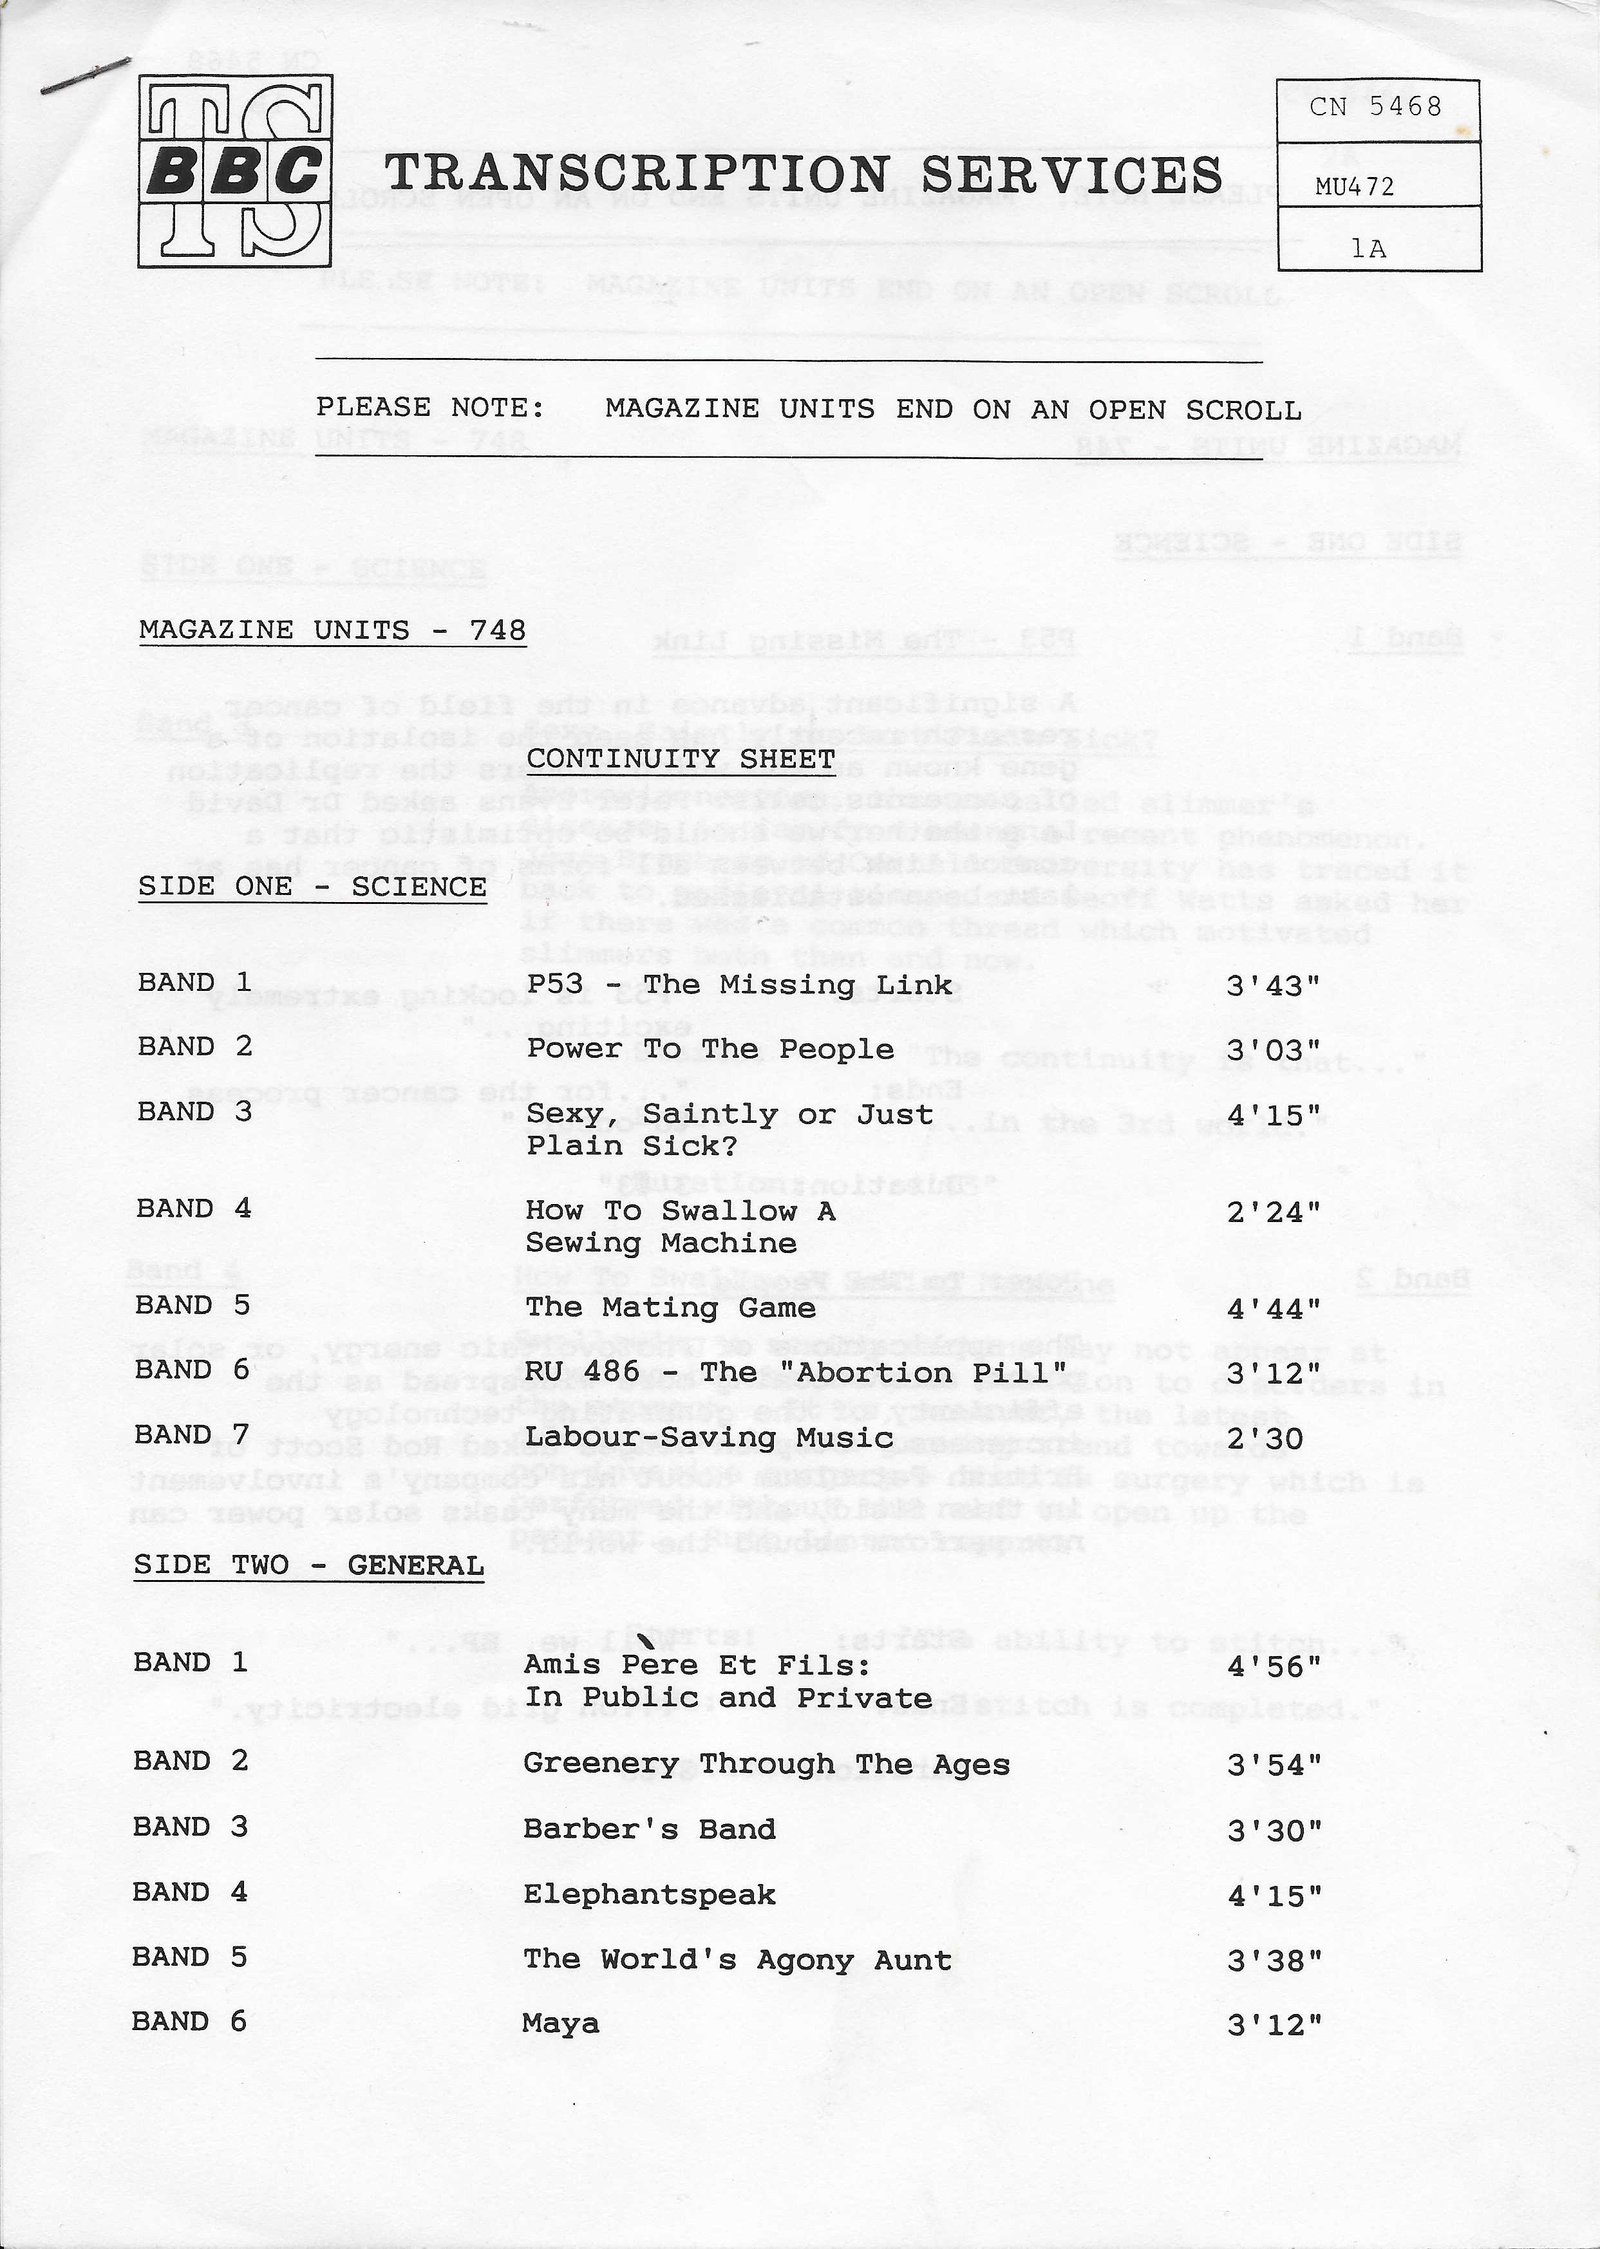 TS
BBC
TS
TRANSCRIPTION SERVICES
CN 5468
MU472
1A
PLEASE NOTE: MAGAZINE UNITS END ON AN OPEN SCROLL
MAGAZINE UNITS - 748
CONTINUITY SHEET
SIDE ONE - SCIENCE
BAND 1 P53 - The Missing Link 3'43"
BAND 2 Power To The People 3'03"
BAND 3 Sexy, Saintly or Just 4'15"
Plain Sick?
BAND 4 How To Swallow A 2'24"
Sewing Machine
BAND 5 The Mating Game 4'44"
BAND 6 RU 486 - The "Abortion Pill" 3'12"
BAND 7 Labour-Saving Music 2'30
SIDE TWO - GENERAL
BAND 1 Amis Père Et Fils: 4'56"
In Public and Private
BAND 2 Greenery Through The Ages 3'54"
BAND 3 Barber's Band 3'30"
BAND 4 Elephantspeak 4'15"
BAND 5 The World's Agony Aunt 3'38"
BAND 6 Maya 3'12"